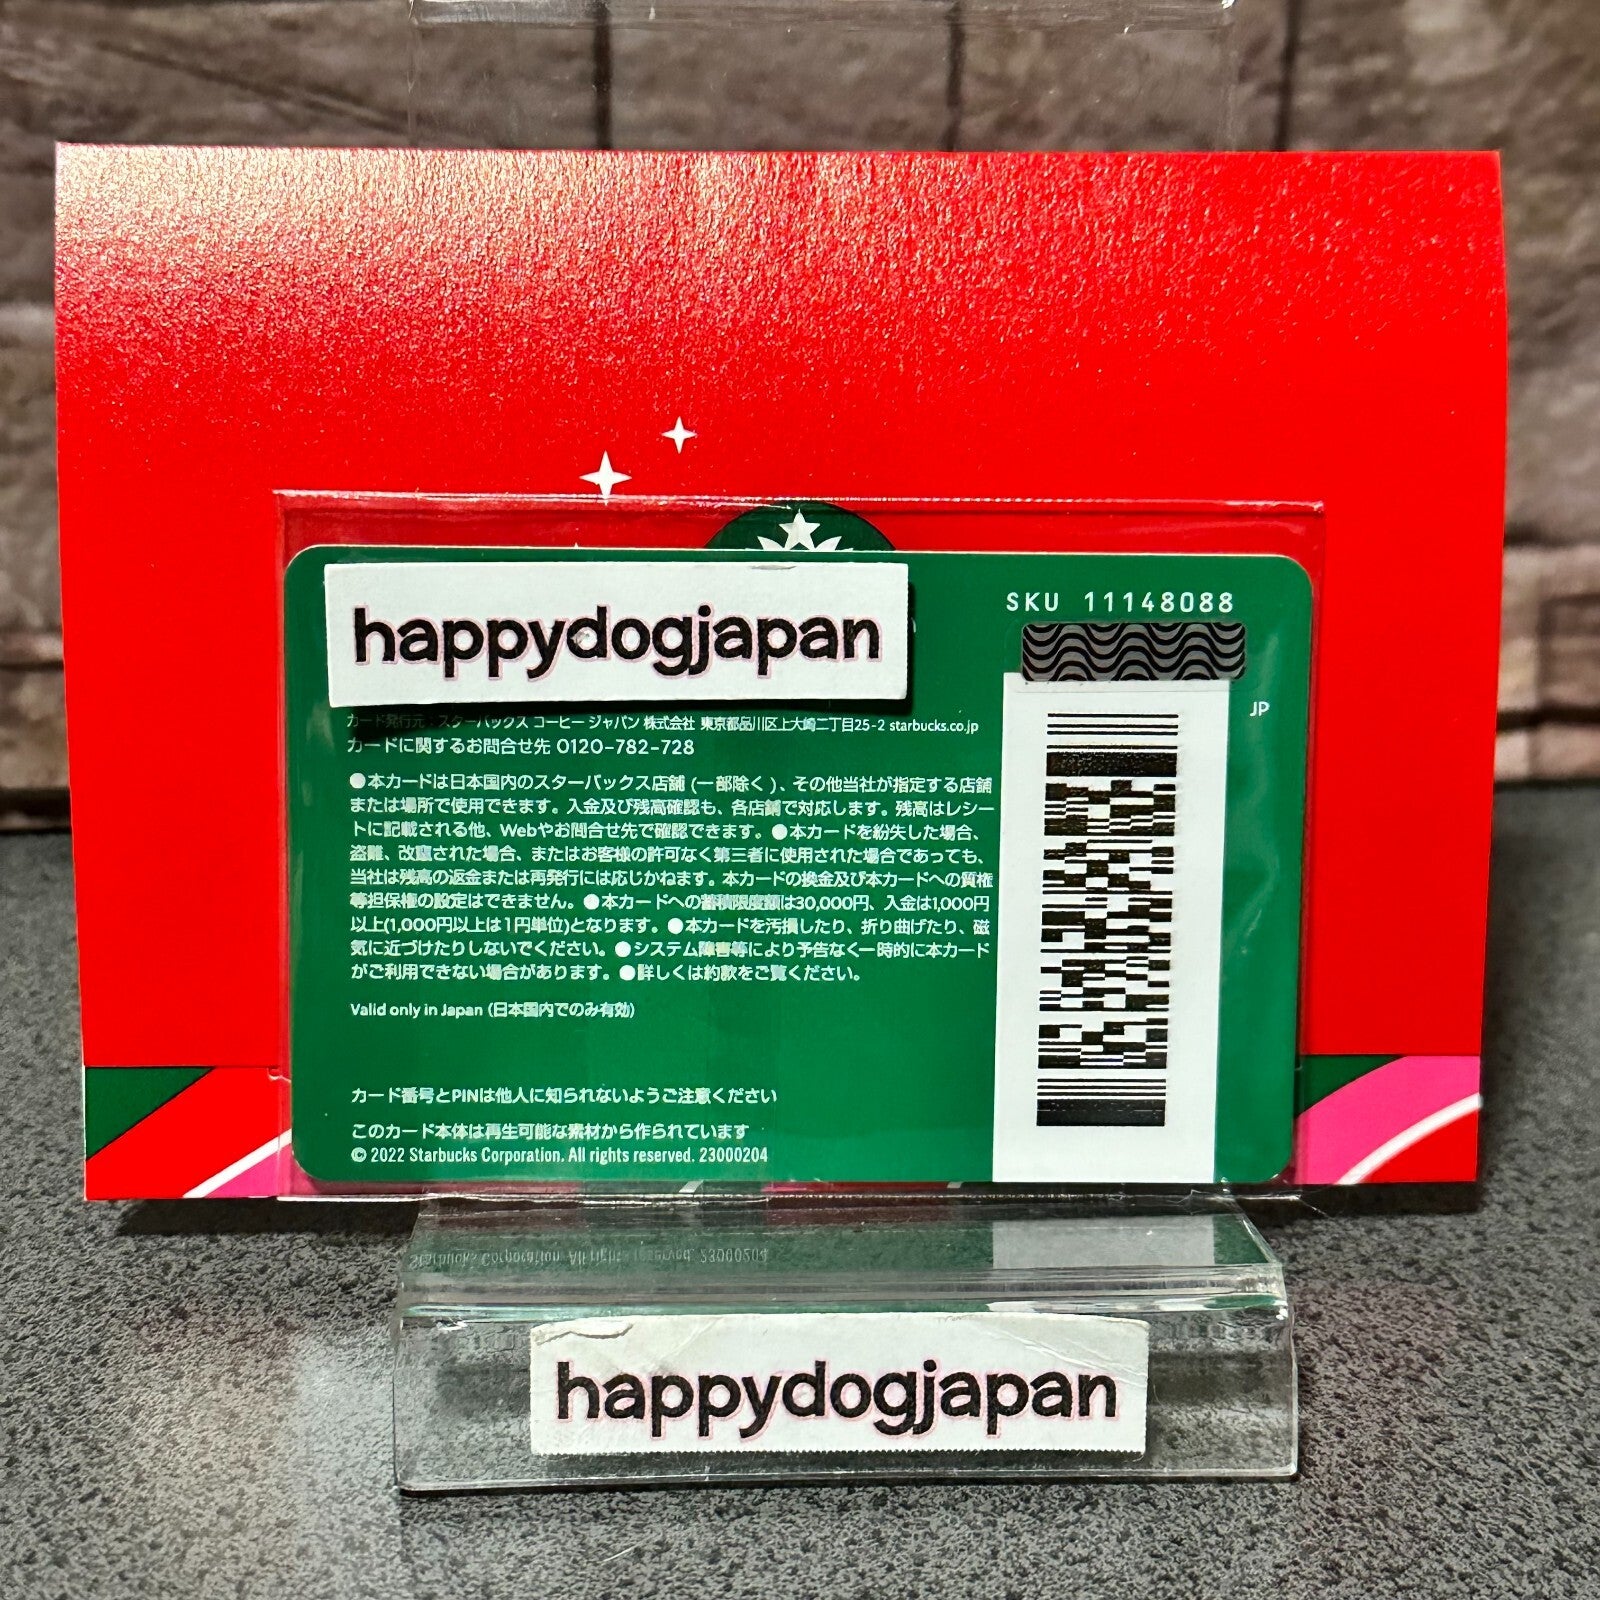 SKU 11148088
happydogjapan
JP
カード発行元：スターバックス コーヒー ジャパン 株式会社 東京都品川区上大崎二丁目25-2 starbucks.co.jp
カードに関するお問合せ先 0120-782-728
●本カードは日本国内のスターバックス店舗 (一部除く)、その他当社が指定する店舗
または場所で使用できます。入金及び残高確認も、各店舗で対応します。残高はレシー
トに記載される他、Webやお問合せ先で確認できます。●本カードを紛失した場合、
盗難、改竄された場合、またはお客様の許可なく第三者に使用された場合であっても、
当社は残高の返金または再発行には応じかねます。本カードの換金及び本カードへの質権
等担保権の設定はできません。●本カードへの蓄積限度額は30,000円、入金は1,000円
以上(1,000円以上は1円単位)となります。●本カードを汚損したり、折り曲げたり、磁
気に近づけたりしないでください。●システム障害等により予告なく一時的に本カード
がご利用できない場合があります。●詳しくは約款をご覧ください。
Valid only in Japan (日本国内でのみ有効)
カード番号とPINは他人に知られないようご注意ください
このカード本体は再生可能な素材から作られています
© 2022 Starbucks Corporation. All rights reserved. 23000204
happydogjapan